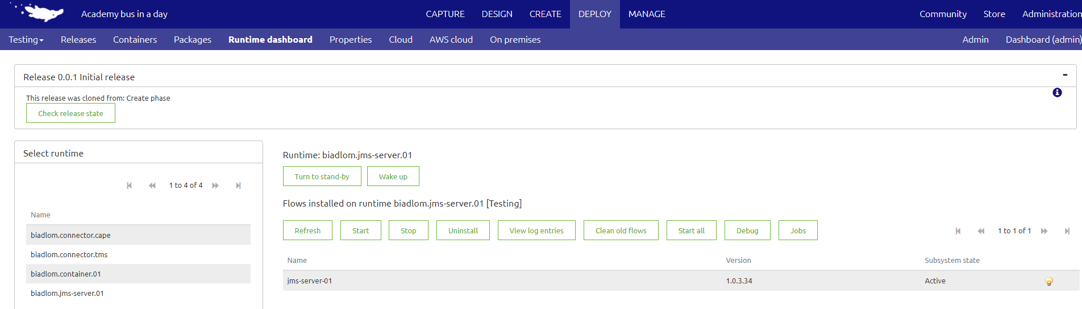 Academy bus in a day
CAPTURE DESIGN CREATE DEPLOY MANAGE
Community Store Administration
Testing Releases Containers Packages Runtime dashboard Properties Cloud AWS cloud On premises
Admin Dashboard (admin)
Release 0.0.1 Initial release
This release was cloned from: Create phase
Check release state
Select runtime
1 to 4 of 4
Name
biadlom.connector.cape
biadlom.connector.tms
biadlom.container.01
biadlom.jms-server.01
Runtime: biadlom.jms-server.01
Turn to stand-by Wake up
Flows installed on runtime biadlom.jms-server.01 [Testing]
Refresh Start Stop Uninstall View log entries Clean old flows Start all Debug Jobs
1 to 1 of 1
Name Version Subsystem state
jms-server-01 1.0.3.34 Active